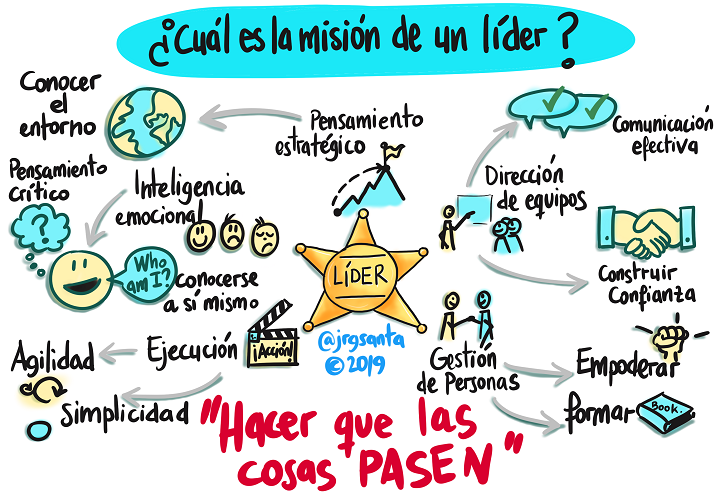 ¿Cuál es la misión de un líder?
Conocer
el
entorno
Pensamiento
estratégico
Comunicación
efectiva
Pensamiento
crítico
?
Inteligencia
emocional
Who
am I?
conocerse
a sí mismo
Dirección
de equipos
Construir
Confianza
LÍDER
@jrgsanta
©2019
Agilidad
Ejecución
¡Acción!
Simplicidad
Gestión
de Personas
Empoderar
formar
Book.
"Hacer que las
cosas PASEN"